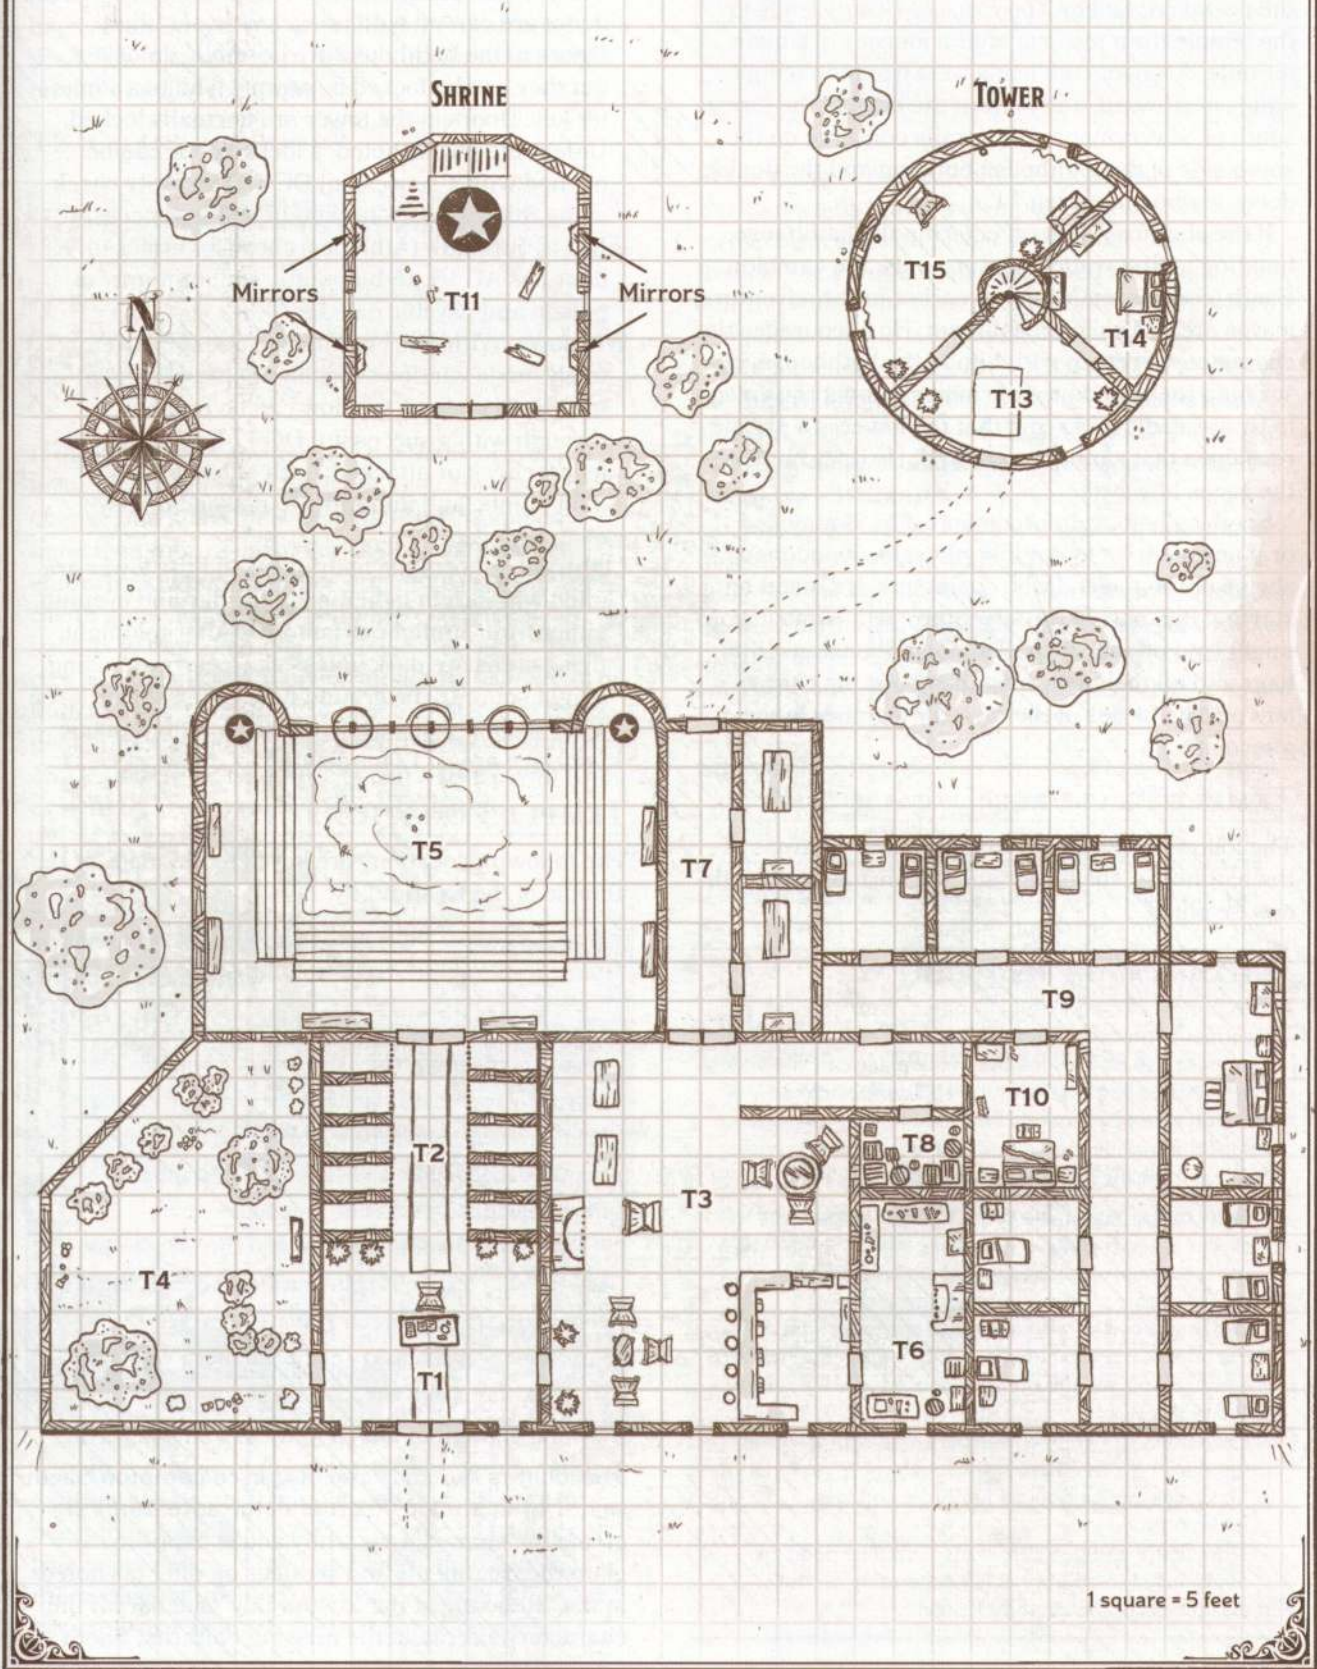 SHRINE
TOWER
T15
Mirrors
T11
Mirrors
N
T14
T13
T5
T7
T9
T10
T2
T8
T3
T4
T6
T1
1 square = 5 feet